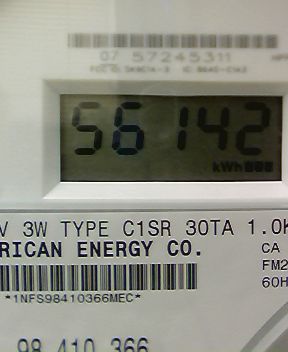 07 57245311
56142
kWh
V 3W TYPE C1SR 30TA 1.0K
RICAN ENERGY CO.
CA
FM2
60H
*1NFS98410366MEC*
98 410 366